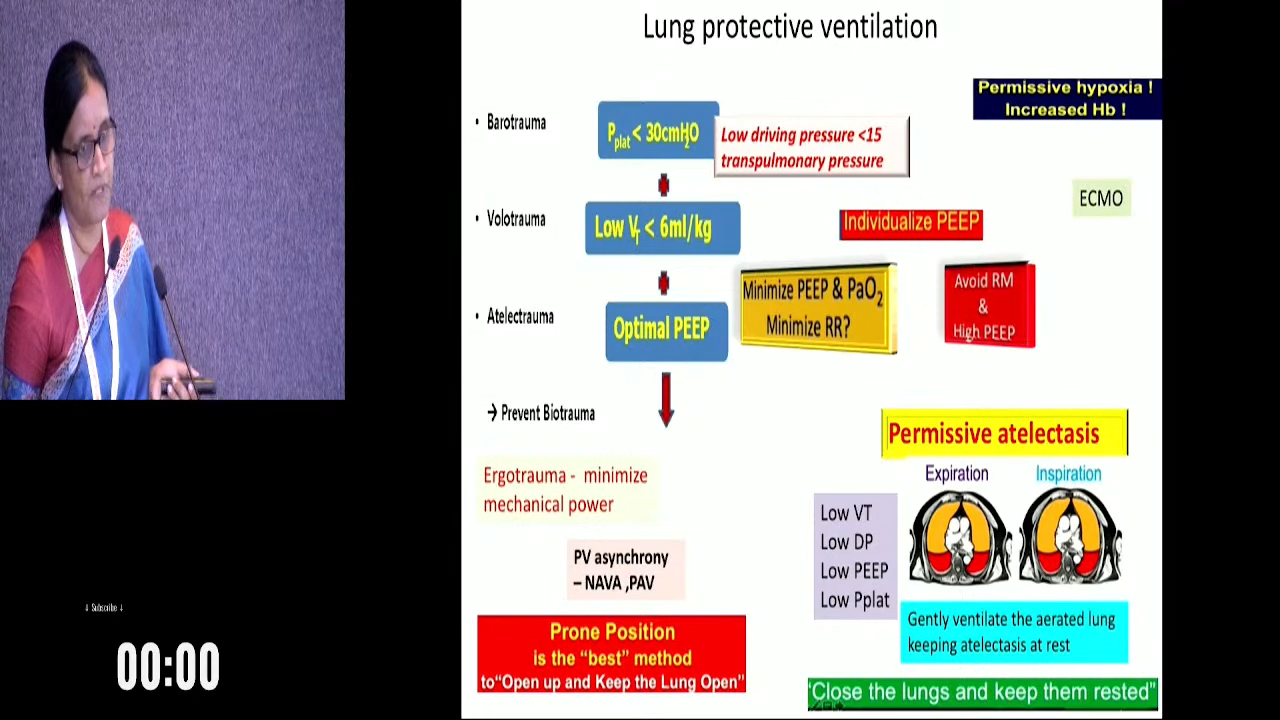 Lung protective ventilation
Permissive hypoxia !
Increased Hb !
• Barotrauma
Pplat < 30cmH2O
Low driving pressure <15
transpulmonary pressure
ECMO
• Volotrauma
Low VT < 6ml/kg
Individualize PEEP
Minimize PEEP & PaO2
Minimize RR?
Avoid RM
&
High PEEP
• Atelectrauma
Optimal PEEP
→ Prevent Biotrauma
Permissive atelectasis
Expiration
Inspiration
Ergotrauma - minimize
mechanical power
Low VT
Low DP
Low PEEP
Low Pplat
PV asynchrony
– NAVA ,PAV
Gently ventilate the aerated lung
keeping atelectasis at rest
Prone Position
is the “best” method
to“Open up and Keep the Lung Open”
‘Close the lungs and keep them rested”
↓ Subscribe ↓
00:00